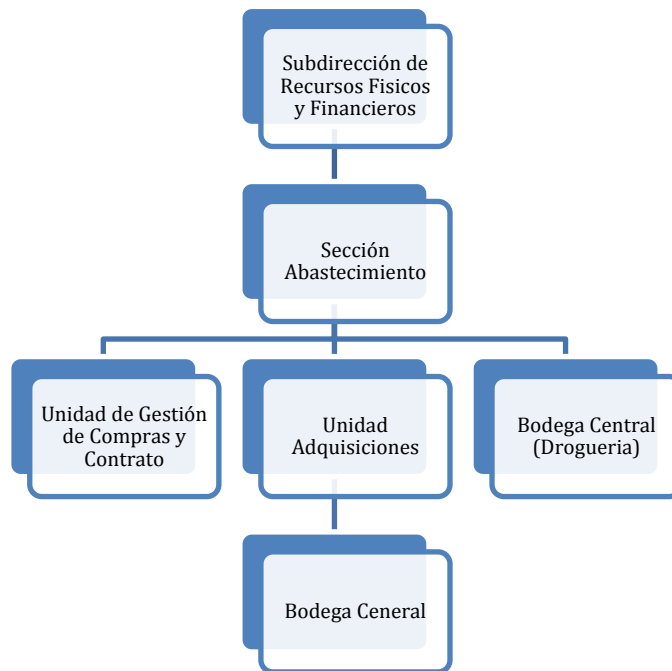 Subdirección de
Recursos Fisicos
y Financieros
Sección
Abastecimiento
Unidad de Gestión
de Compras y
Contrato
Unidad
Adquisiciones
Bodega Central
(Drogueria)
Bodega Ceneral